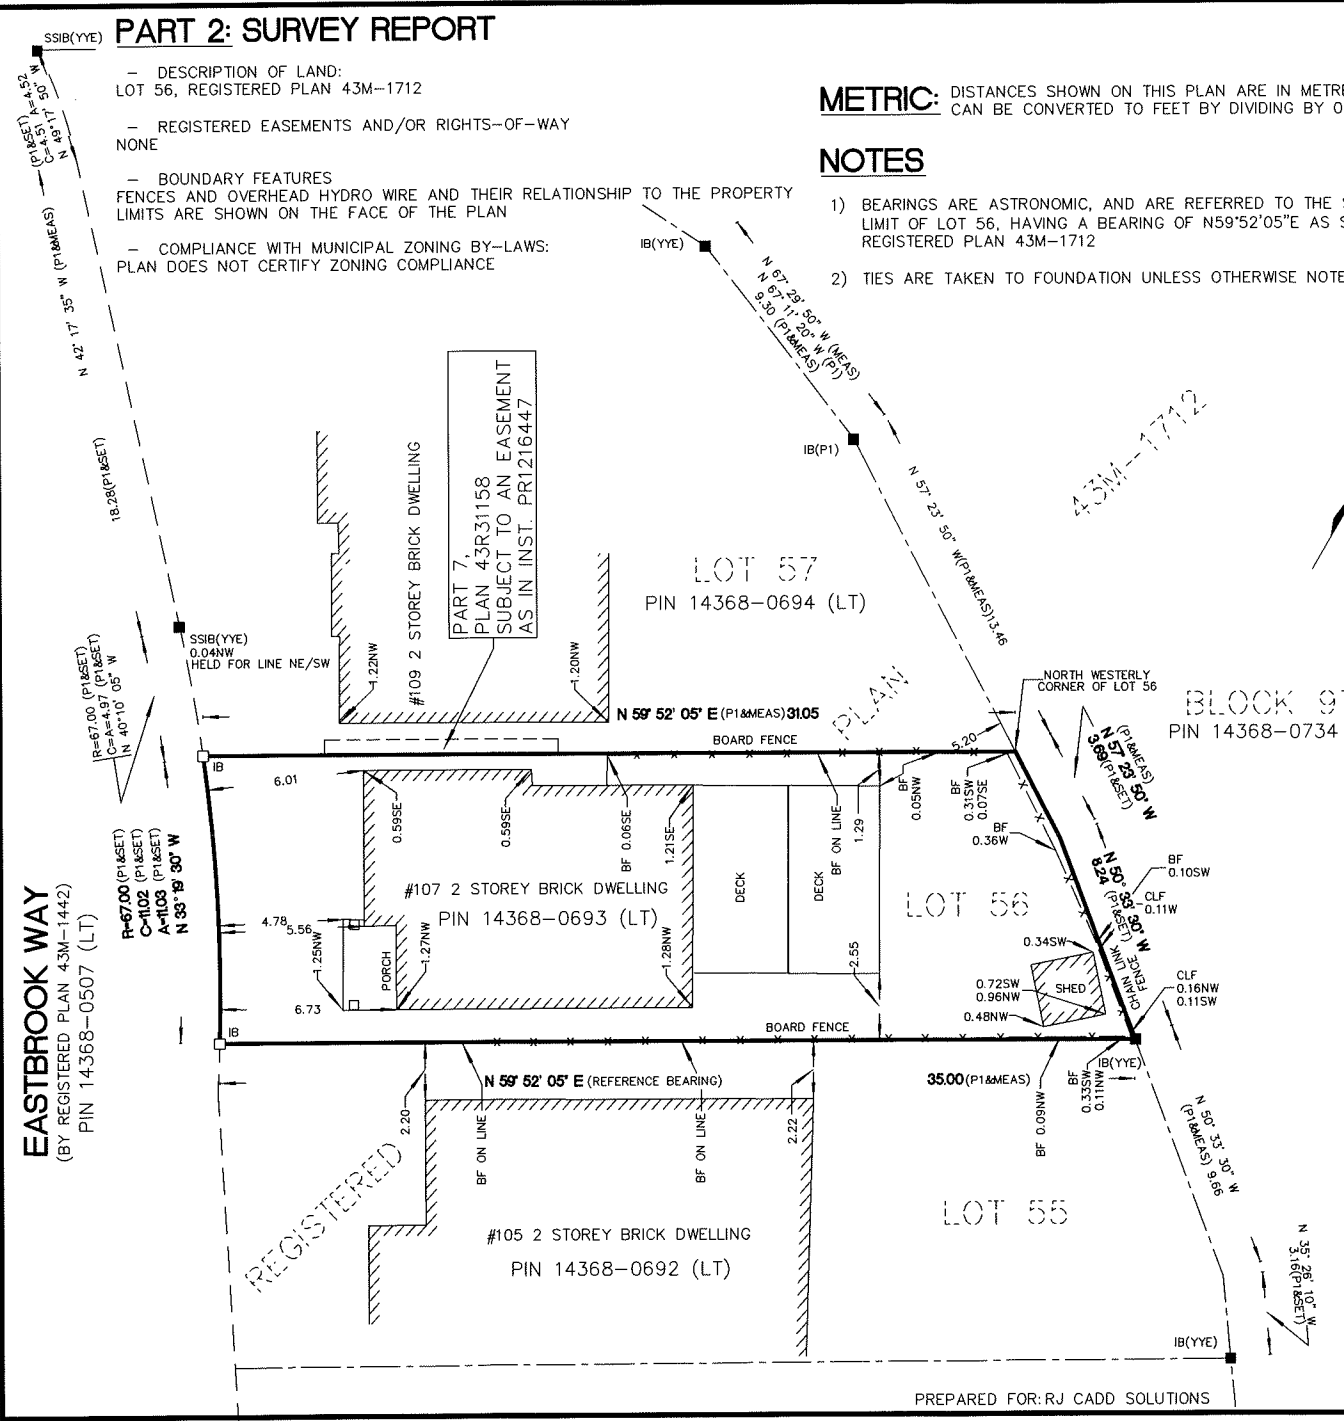 SSIB(YYE)
PART 2: SURVEY REPORT
— DESCRIPTION OF LAND:
LOT 56, REGISTERED PLAN 43M—1712
— REGISTERED EASEMENTS AND/OR RIGHTS—OF—WAY
NONE
— BOUNDARY FEATURES
FENCES AND OVERHEAD HYDRO WIRE AND THEIR RELATIONSHIP TO THE PROPERTY
LIMITS ARE SHOWN ON THE FACE OF THE PLAN
— COMPLIANCE WITH MUNICIPAL ZONING BY—LAWS:
PLAN DOES NOT CERTIFY ZONING COMPLIANCE
METRIC: DISTANCES SHOWN ON THIS PLAN ARE IN METRE
CAN BE CONVERTED TO FEET BY DIVIDING BY O
NOTES
1) BEARINGS ARE ASTRONOMIC, AND ARE REFERRED TO THE S
LIMIT OF LOT 56, HAVING A BEARING OF N59°52'05"E AS S
REGISTERED PLAN 43M—1712
2) TIES ARE TAKEN TO FOUNDATION UNLESS OTHERWISE NOTE
(P1&SET)
C=4.51 A=4.52
N 49° 17' 50" W
N 42° 17' 35" W (P1&MEAS)
18.28(P1&SET)
SSIB(YYE)
0.04NW
HELD FOR LINE NE/SW
R=67.00 (P1&SET)
C=A=4.97 (P1&SET)
N 40° 10' 05" W
IB(YYE)
N 67° 29' 50" W (MEAS)
N 67° 11' 20" W (P1)
9.30 (P1&MEAS)
IB(P1)
N 57° 23' 50" W(P1&MEAS)13.46
43M—1712
#109 2 STOREY BRICK DWELLING
PART 7,
PLAN 43R31158
SUBJECT TO AN EASEMENT
AS IN INST. PR1216447
LOT 57
PIN 14368—0694 (LT)
1.22NW
1.20NW
N 59° 52' 05" E (P1&MEAS) 31.05
BOARD FENCE
PLAN
5.20
NORTH WESTERLY
CORNER OF LOT 56
BLOCK 9
PIN 14368—0734
(P1&MEAS)
N 57° 23' 50" W
3.69(P1&SET)
IB
6.01
0.59SE
0.59SE
BF 0.06SE
1.21SE
BF ON LINE
1.29
BF
0.05NW
BF
0.31SW
0.07SE
BF
0.36W
N 50° 33' 30" W
8.24 (P1&SET)
BF
0.10SW
CLF
0.11W
R=67.00 (P1&SET)
C=11.02 (P1&SET)
A=11.03 (P1&SET)
N 33° 19' 30" W
#107 2 STOREY BRICK DWELLING
PIN 14368—0693 (LT)
DECK
DECK
LOT 56
EASTBROOK WAY
(BY REGISTERED PLAN 43M—1442)
PIN 14368—0507 (LT)
4.78
5.56
1.25NW
PORCH
1.27NW
1.28NW
2.55
6.73
0.34SW
0.72SW
0.96NW
0.48NW
SHED
CHAIN LINK
FENCE
CLF
0.16NW
0.11SW
IB
BOARD FENCE
N 59° 52' 05" E (REFERENCE BEARING)
35.00 (P1&MEAS)
IB(YYE)
BF
0.33SW
0.11NW
BF 0.09NW
2.20
BF ON LINE
BF ON LINE
2.22
N 50° 33' 30" W
(P1&MEAS) 9.66
REGISTERED
#105 2 STOREY BRICK DWELLING
PIN 14368—0692 (LT)
LOT 55
N 35° 26' 10" W
3.16(P1&SET)
IB(YYE)
PREPARED FOR: RJ CADD SOLUTIONS